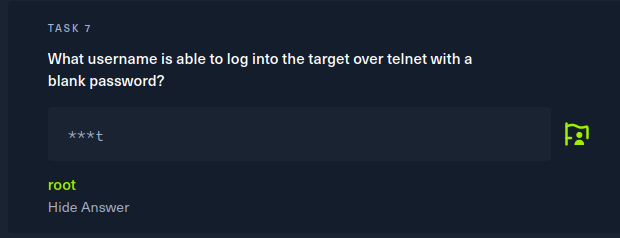 TASK 7
What username is able to log into the target over telnet with a
blank password?
***t
root
Hide Answer